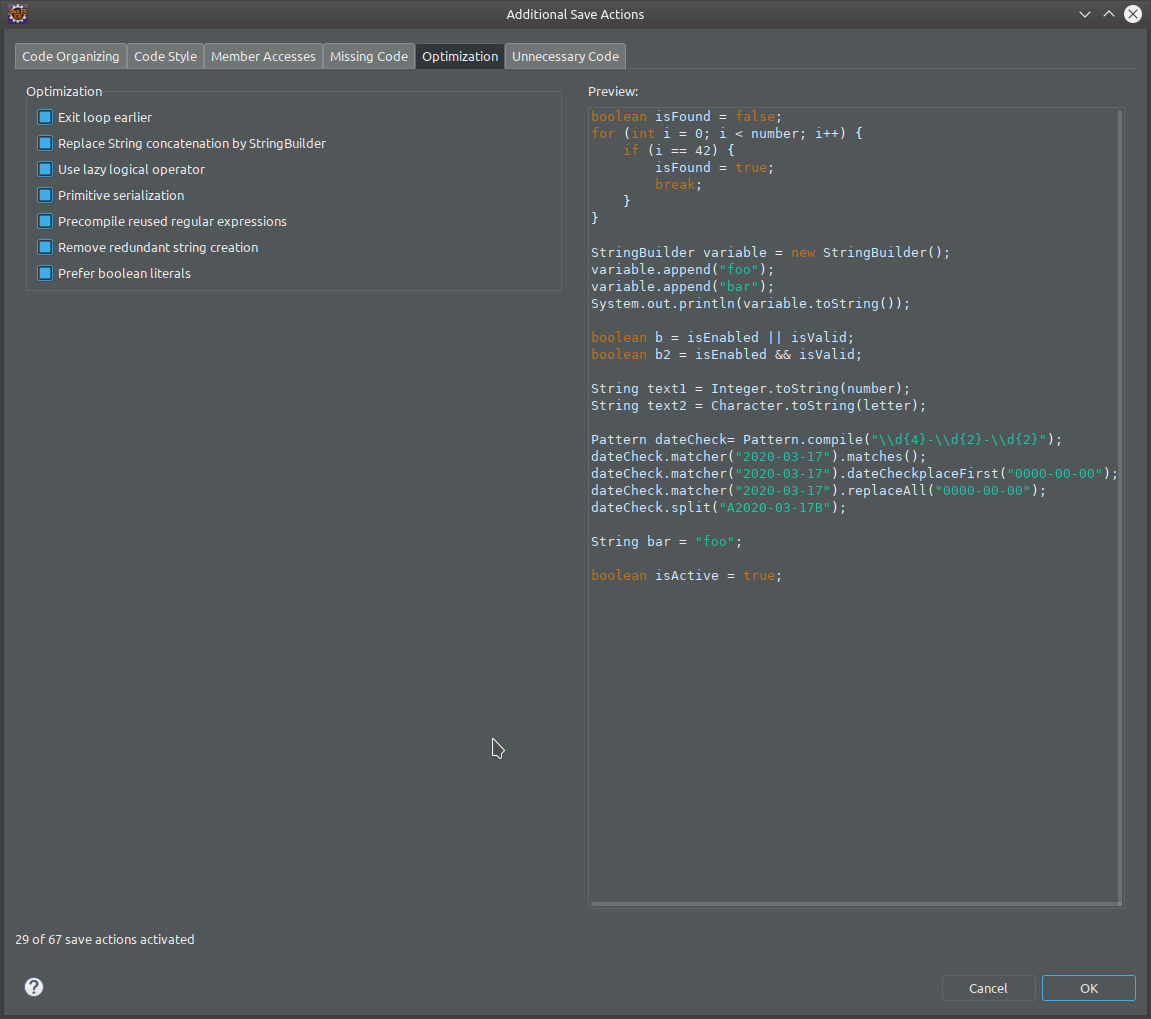 Additional Save Actions
Code Organizing Code Style Member Accesses Missing Code Optimization Unnecessary Code
Optimization
Exit loop earlier
Replace String concatenation by StringBuilder
Use lazy logical operator
Primitive serialization
Precompile reused regular expressions
Remove redundant string creation
Prefer boolean literals
Preview:
boolean isFound = false;
for (int i = 0; i < number; i++) {
    if (i == 42) {
        isFound = true;
        break;
    }
}
StringBuilder variable = new StringBuilder();
variable.append("foo");
variable.append("bar");
System.out.println(variable.toString());
boolean b = isEnabled || isValid;
boolean b2 = isEnabled && isValid;
String text1 = Integer.toString(number);
String text2 = Character.toString(letter);
Pattern dateCheck= Pattern.compile("\\d{4}-\\d{2}-\\d{2}");
dateCheck.matcher("2020-03-17").matches();
dateCheck.matcher("2020-03-17").dateCheckplaceFirst("0000-00-00");
dateCheck.matcher("2020-03-17").replaceAll("0000-00-00");
dateCheck.split("A2020-03-17B");
String bar = "foo";
boolean isActive = true;
29 of 67 save actions activated
?
Cancel OK